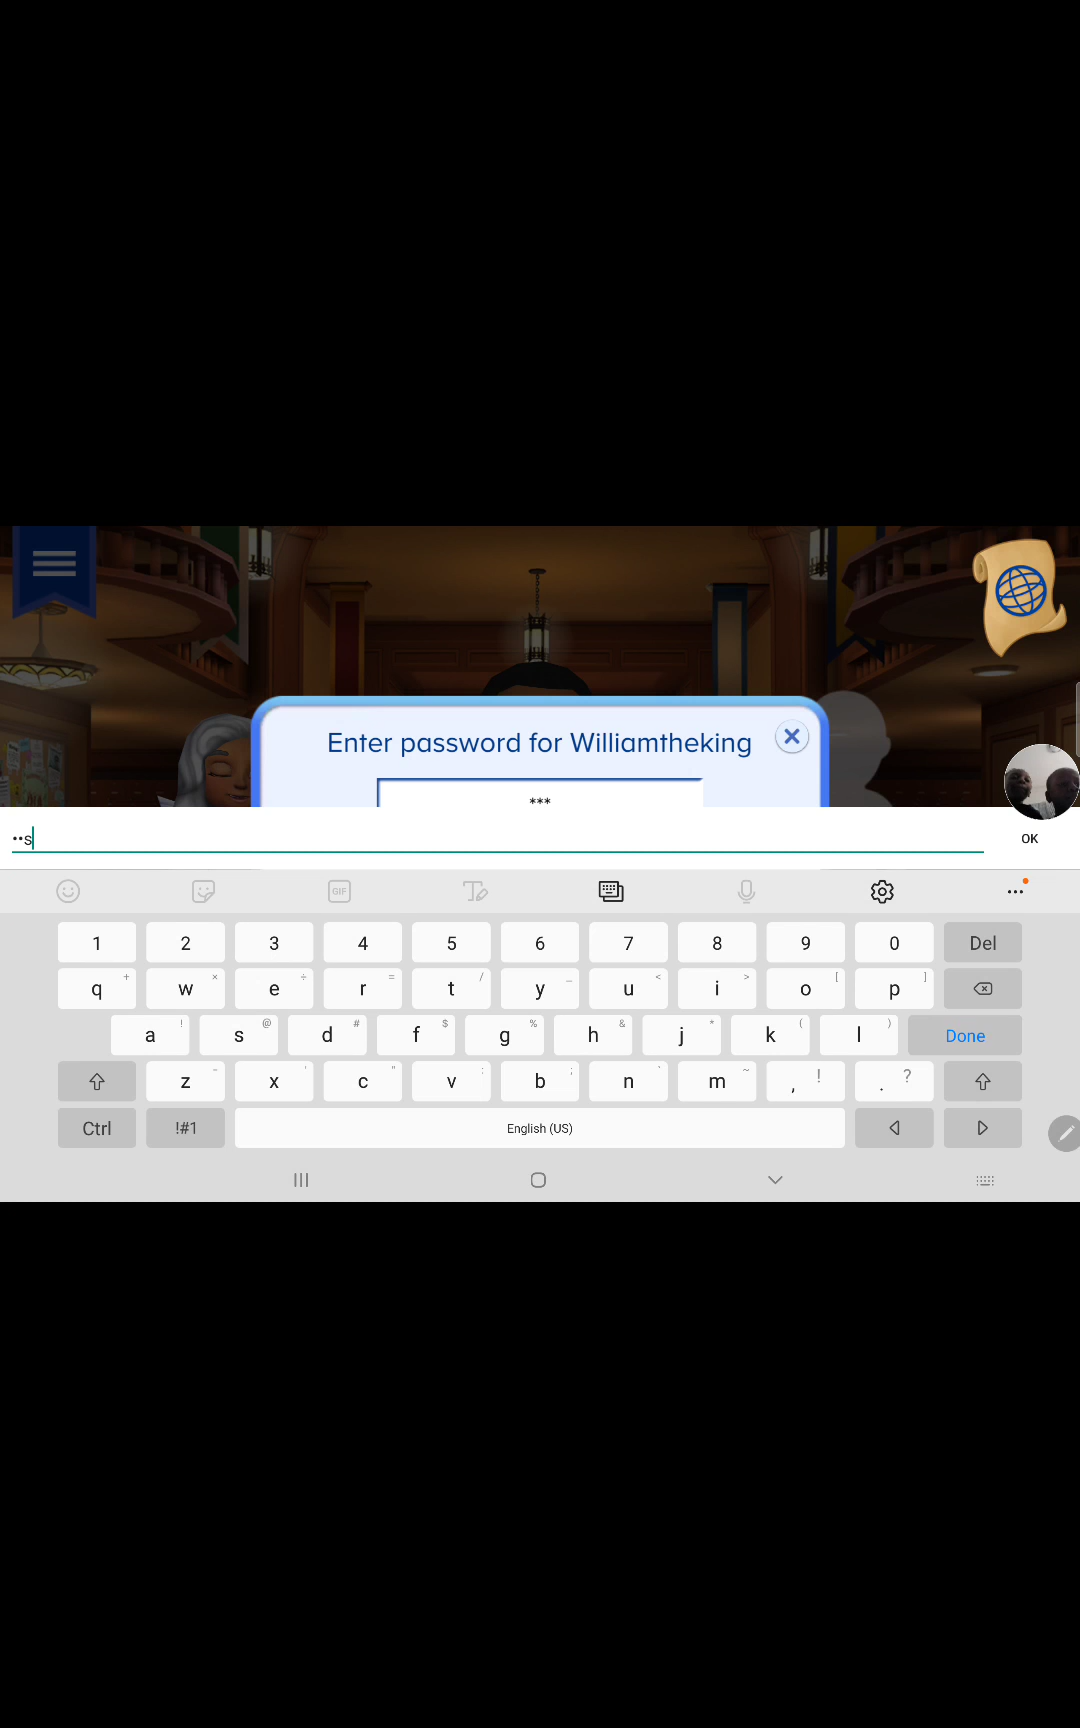 Enter password for Williamtheking
***
••s
OK
GIF
1 2 3 4 5 6 7 8 9 0 Del
+ × ÷ = / _ < > [ ]
q w e r t y u i o p
! @ # $ % & * ( )
a s d f g h j k l Done
- ' " : ; ` ~ ! ?
z x c v b n m , .
Ctrl !#1 English (US)